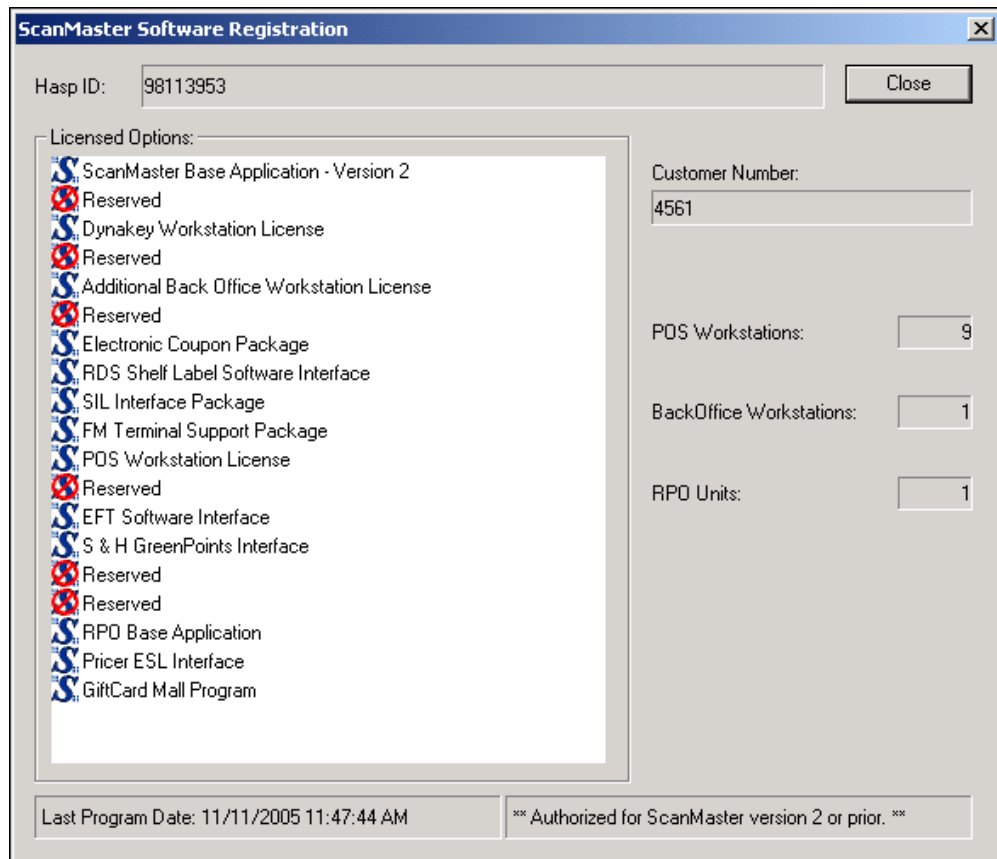 ScanMaster Software Registration
Hasp ID: 98113953
Close
Licensed Options:
ScanMaster Base Application - Version 2
Reserved
Dynakey Workstation License
Reserved
Additional Back Office Workstation License
Reserved
Electronic Coupon Package
RDS Shelf Label Software Interface
SIL Interface Package
FM Terminal Support Package
POS Workstation License
Reserved
EFT Software Interface
S & H GreenPoints Interface
Reserved
Reserved
RPO Base Application
Pricer ESL Interface
GiftCard Mall Program
Customer Number:
4561
POS Workstations: 9
BackOffice Workstations: 1
RPO Units: 1
Last Program Date: 11/11/2005 11:47:44 AM
** Authorized for ScanMaster version 2 or prior. **